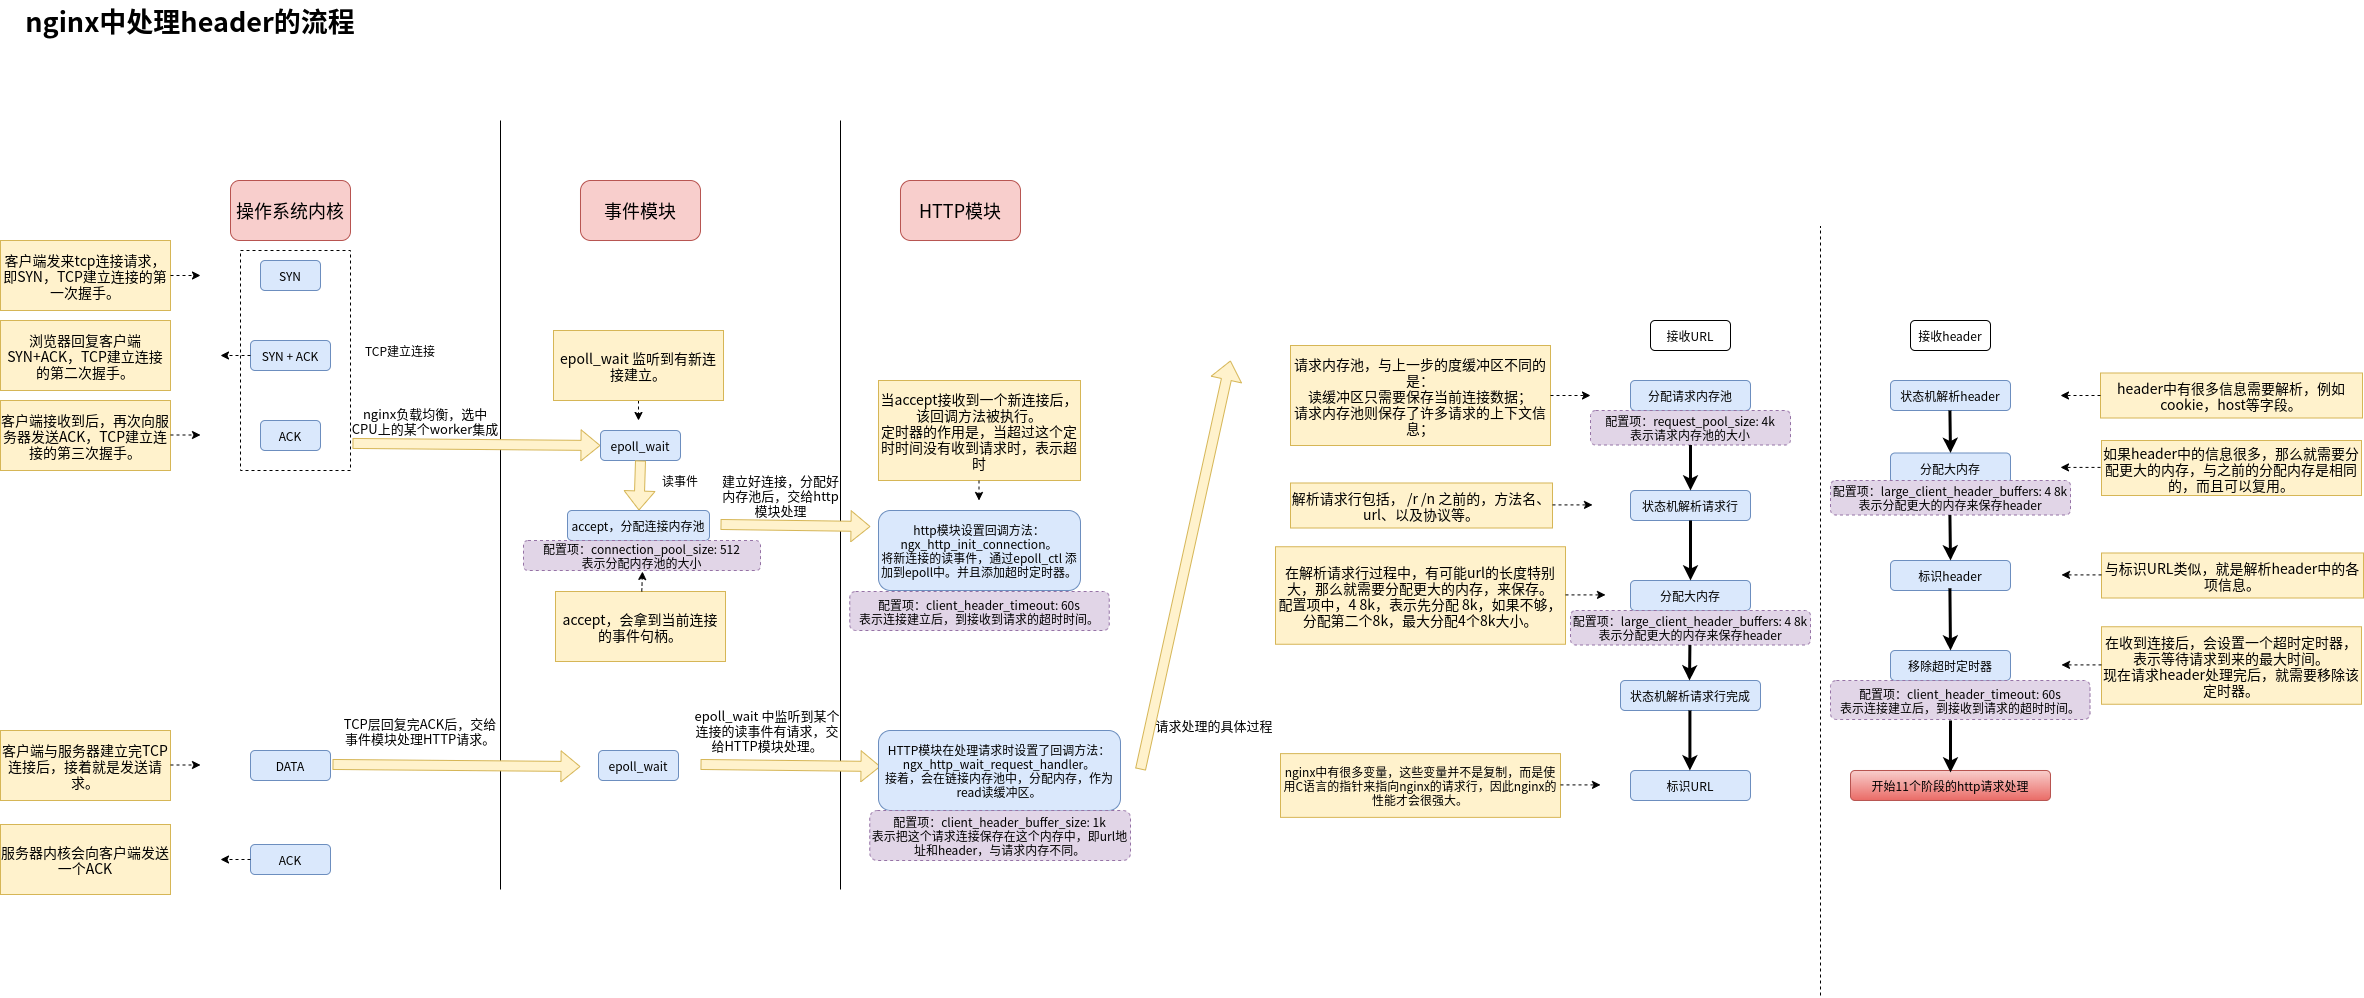 nginx中处理header的流程
操作系统内核
事件模块
HTTP模块
客户端发来tcp连接请求，
即SYN，TCP建立连接的第
一次握手。
SYN
浏览器回复客户端
SYN+ACK，TCP建立连接
的第二次握手。
SYN + ACK
TCP建立连接
客户端接收到后，再次向服
务器发送ACK，TCP建立连
接的第三次握手。
ACK
nginx负载均衡，选中
CPU上的某个worker集成
客户端与服务器建立完TCP
连接后，接着就是发送请
求。
DATA
TCP层回复完ACK后，交给
事件模块处理HTTP请求。
服务器内核会向客户端发送
一个ACK
ACK
epoll_wait 监听到有新连
接建立。
epoll_wait
读事件
accept，分配连接内存池
配置项：connection_pool_size: 512
表示分配内存池的大小
accept，会拿到当前连接
的事件句柄。
建立好连接，分配好
内存池后，交给http
模块处理
epoll_wait
epoll_wait 中监听到某个
连接的读事件有请求，交
给HTTP模块处理。
当accept接收到一个新连接后，
该回调方法被执行。
定时器的作用是，当超过这个定
时时间没有收到请求时，表示超
时
http模块设置回调方法：
ngx_http_init_connection。
将新连接的读事件，通过epoll_ctl 添
加到epoll中。并且添加超时定时器。
配置项：client_header_timeout: 60s
表示连接建立后，到接收到请求的超时时间。
HTTP模块在处理请求时设置了回调方法：
ngx_http_wait_request_handler。
接着，会在链接内存池中，分配内存，作为
read读缓冲区。
配置项：client_header_buffer_size: 1k
表示把这个请求连接保存在这个内存中，即url地
址和header，与请求内存不同。
请求处理的具体过程
接收URL
请求内存池，与上一步的度缓冲区不同的
是：
读缓冲区只需要保存当前连接数据；
请求内存池则保存了许多请求的上下文信
息；
分配请求内存池
配置项：request_pool_size: 4k
表示请求内存池的大小
解析请求行包括， /r /n 之前的，方法名、
url、以及协议等。
状态机解析请求行
在解析请求行过程中，有可能url的长度特别
大，那么就需要分配更大的内存，来保存。
配置项中，4 8k，表示先分配 8k，如果不够，
分配第二个8k，最大分配4个8k大小。
分配大内存
配置项：large_client_header_buffers: 4 8k
表示分配更大的内存来保存header
状态机解析请求行完成
nginx中有很多变量，这些变量并不是复制，而是使
用C语言的指针来指向nginx的请求行，因此nginx的
性能才会很强大。
标识URL
接收header
状态机解析header
header中有很多信息需要解析，例如
cookie，host等字段。
分配大内存
配置项：large_client_header_buffers: 4 8k
表示分配更大的内存来保存header
如果header中的信息很多，那么就需要分
配更大的内存，与之前的分配内存是相同
的，而且可以复用。
标识header
与标识URL类似，就是解析header中的各
项信息。
移除超时定时器
配置项：client_header_timeout: 60s
表示连接建立后，到接收到请求的超时时间。
在收到连接后，会设置一个超时定时器，
表示等待请求到来的最大时间。
现在请求header处理完后，就需要移除该
定时器。
开始11个阶段的http请求处理